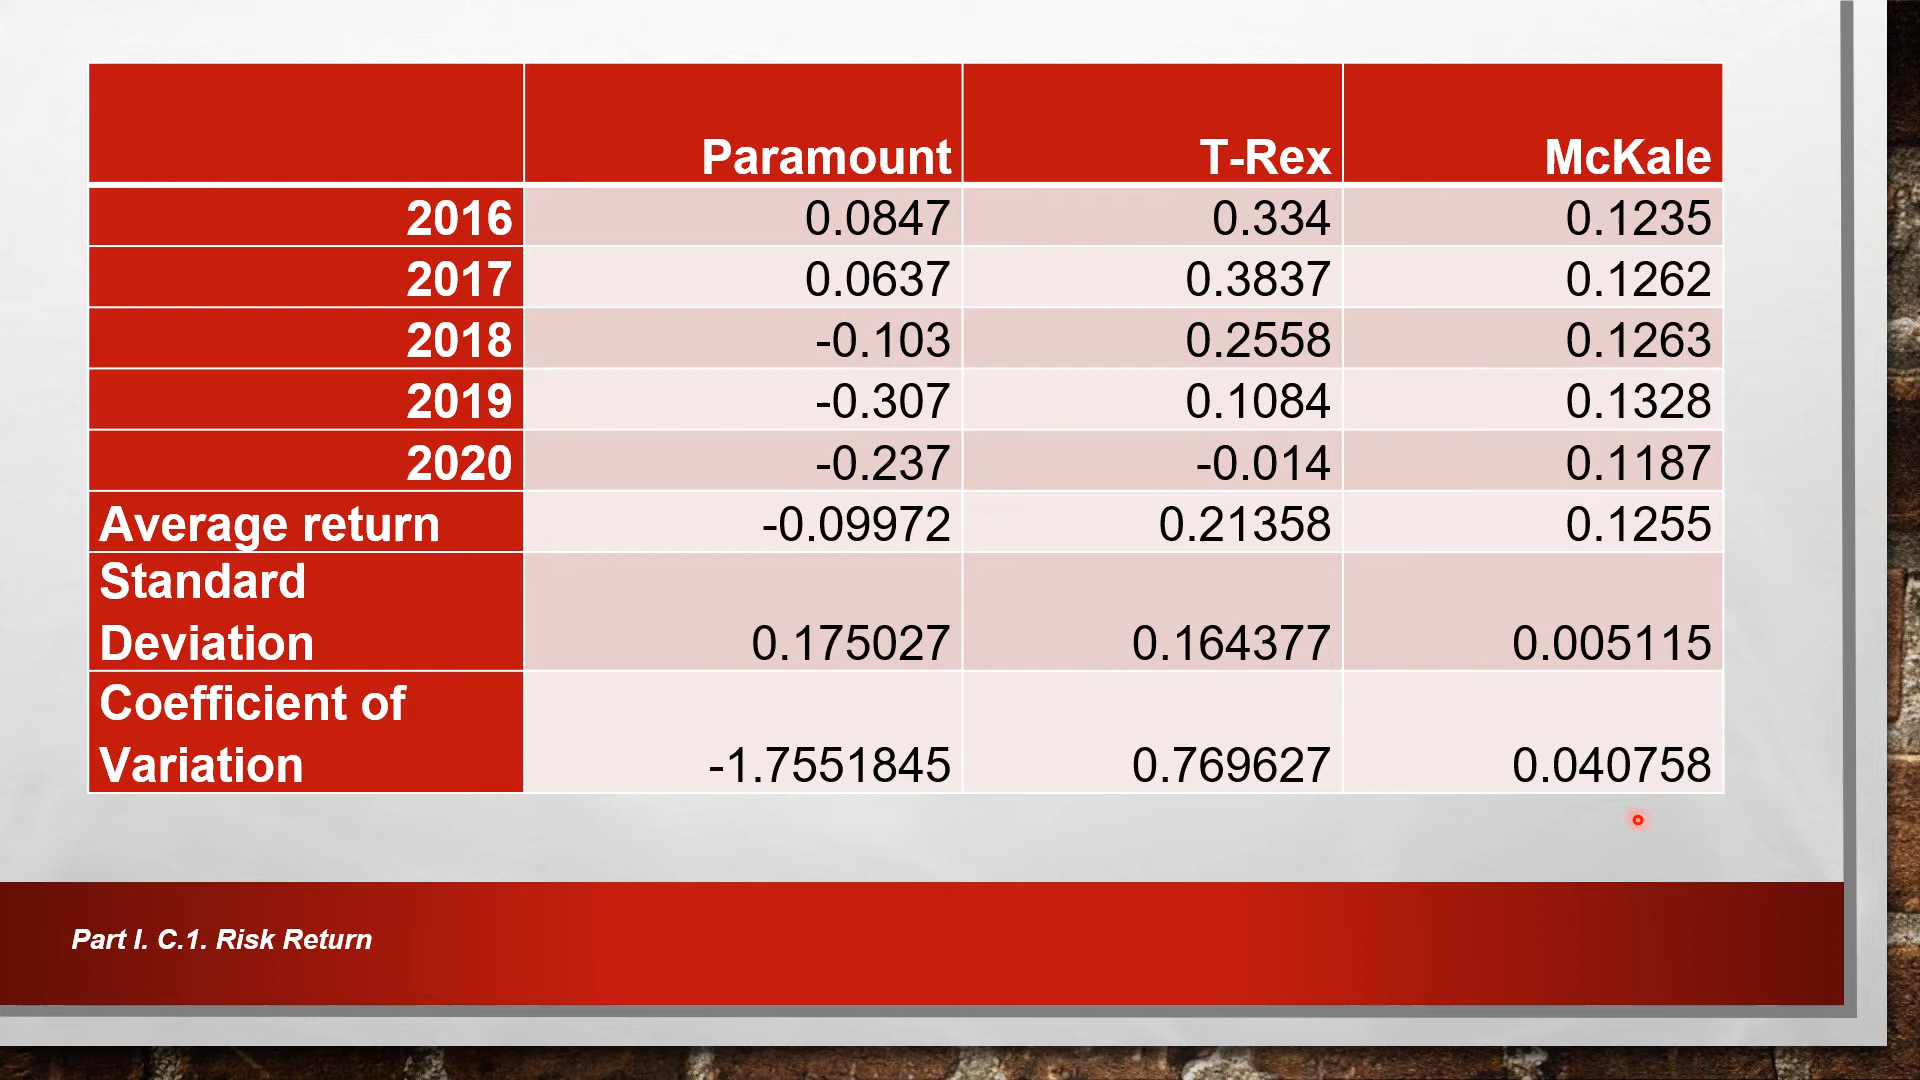 Paramount T-Rex McKale
2016 0.0847 0.334 0.1235
2017 0.0637 0.3837 0.1262
2018 -0.103 0.2558 0.1263
2019 -0.307 0.1084 0.1328
2020 -0.237 -0.014 0.1187
Average return -0.09972 0.21358 0.1255
Standard
Deviation 0.175027 0.164377 0.005115
Coefficient of
Variation -1.7551845 0.769627 0.040758
Part I. C.1. Risk Return